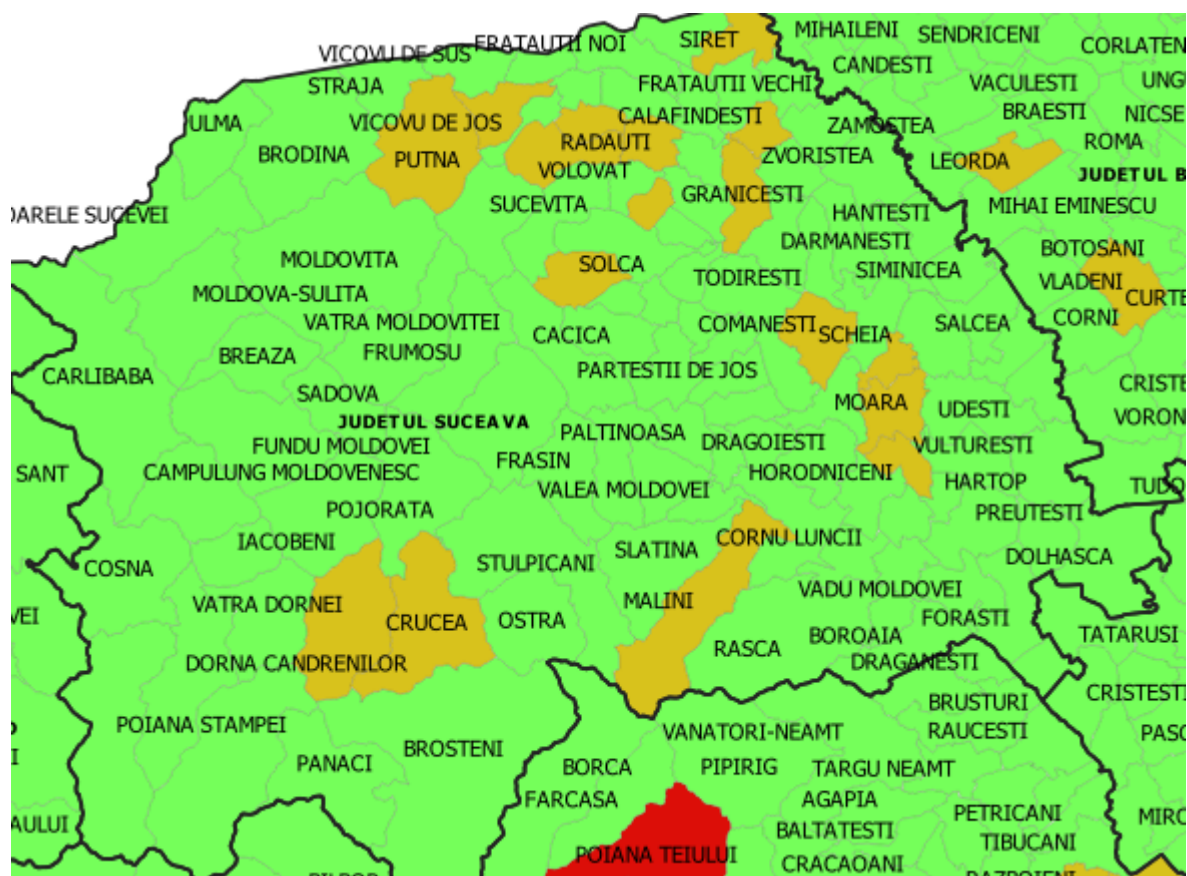 MIHAILENI
SENDRICENI
FRATAUTII NOI
SIRET
CORLATEN
VICOVU DE SUS
CANDESTI
STRAJA
FRATAUTII VECHI
VACULESTI
UNG
ULMA
VICOVU DE JOS
CALAFINDESTI
BRAESTI
NICSE
ZAMOSTEA
BRODINA
PUTNA
RADAUTI
ZVORISTEA
LEORDA
ROMA
VOLOVAT
JUDETUL B
OARELE SUCEVEI
SUCEVITA
GRANICESTI
HANTESTI
MIHAI EMINESCU
DARMANESTI
BOTOSANI
MOLDOVITA
SOLCA
TODIRESTI
SIMINICEA
VLADENI
MOLDOVA-SULITA
CURTE
VATRA MOLDOVITEI
COMANESTI
SCHEIA
SALCEA
CORNI
BREAZA
FRUMOSU
CACICA
CARLIBABA
PARTESTII DE JOS
CRISTE
SADOVA
MOARA
UDESTI
VORON
JUDETUL SUCEAVA
PALTINOASA
DRAGOIESTI
VULTURESTI
FUNDU MOLDOVEI
SANT
CAMPULUNG MOLDOVENESC
FRASIN
HORODNICENI
HARTOP
TUDO
VALEA MOLDOVEI
POJORATA
PREUTESTI
IACOBENI
CORNU LUNCII
COSNA
STULPICANI
SLATINA
DOLHASCA
VATRA DORNEI
MALINI
VADU MOLDOVEI
VEI
CRUCEA
OSTRA
FORASTI
BOROAIA
TATARUSI
DORNA CANDRENILOR
RASCA
DRAGANESTI
CRISTESTI
BRUSTURI
POIANA STAMPEI
VANATORI-NEAMT
RAUCESTI
PASC
BROSTENI
PANACI
BORCA
PIPIRIG
TARGU NEAMT
FARCASA
AGAPIA
PETRICANI
MIRO
AULUI
BALTATESTI
TIBUCANI
POIANA TEIULUI
CRACAOANI